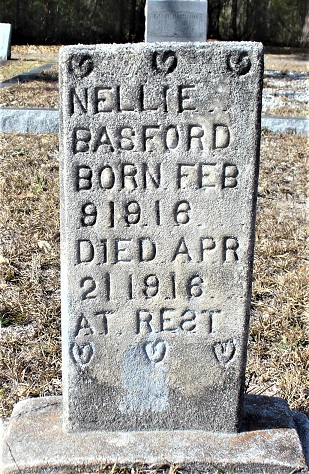 NELLIE
BASFORD
BORN FEB
9 1916
DIED APR
21 1916
AT REST